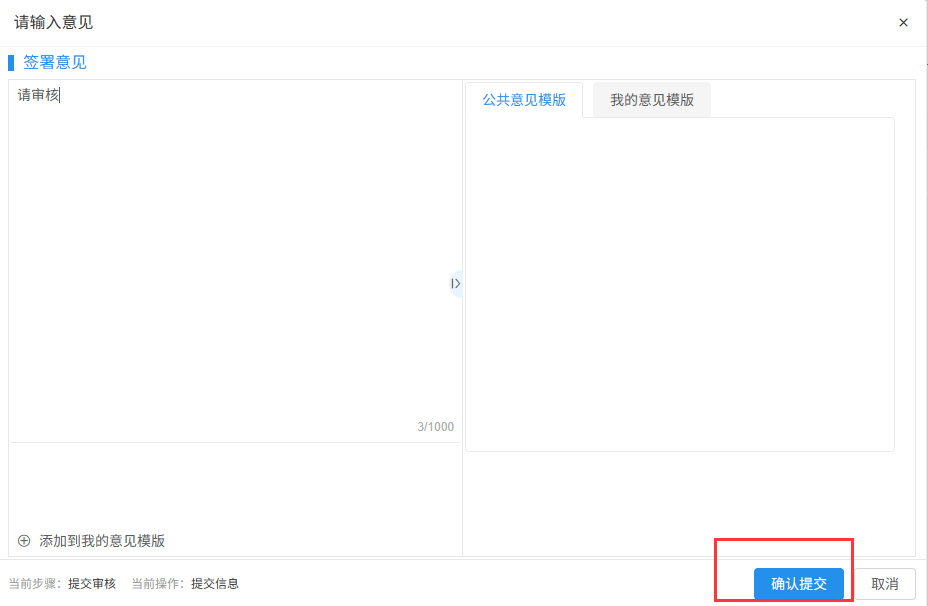 请输入意见
签署意见
请审核
公共意见模版 我的意见模版
3/1000
添加到我的意见模版
当前步骤：提交审核 当前操作：提交信息
确认提交 取消